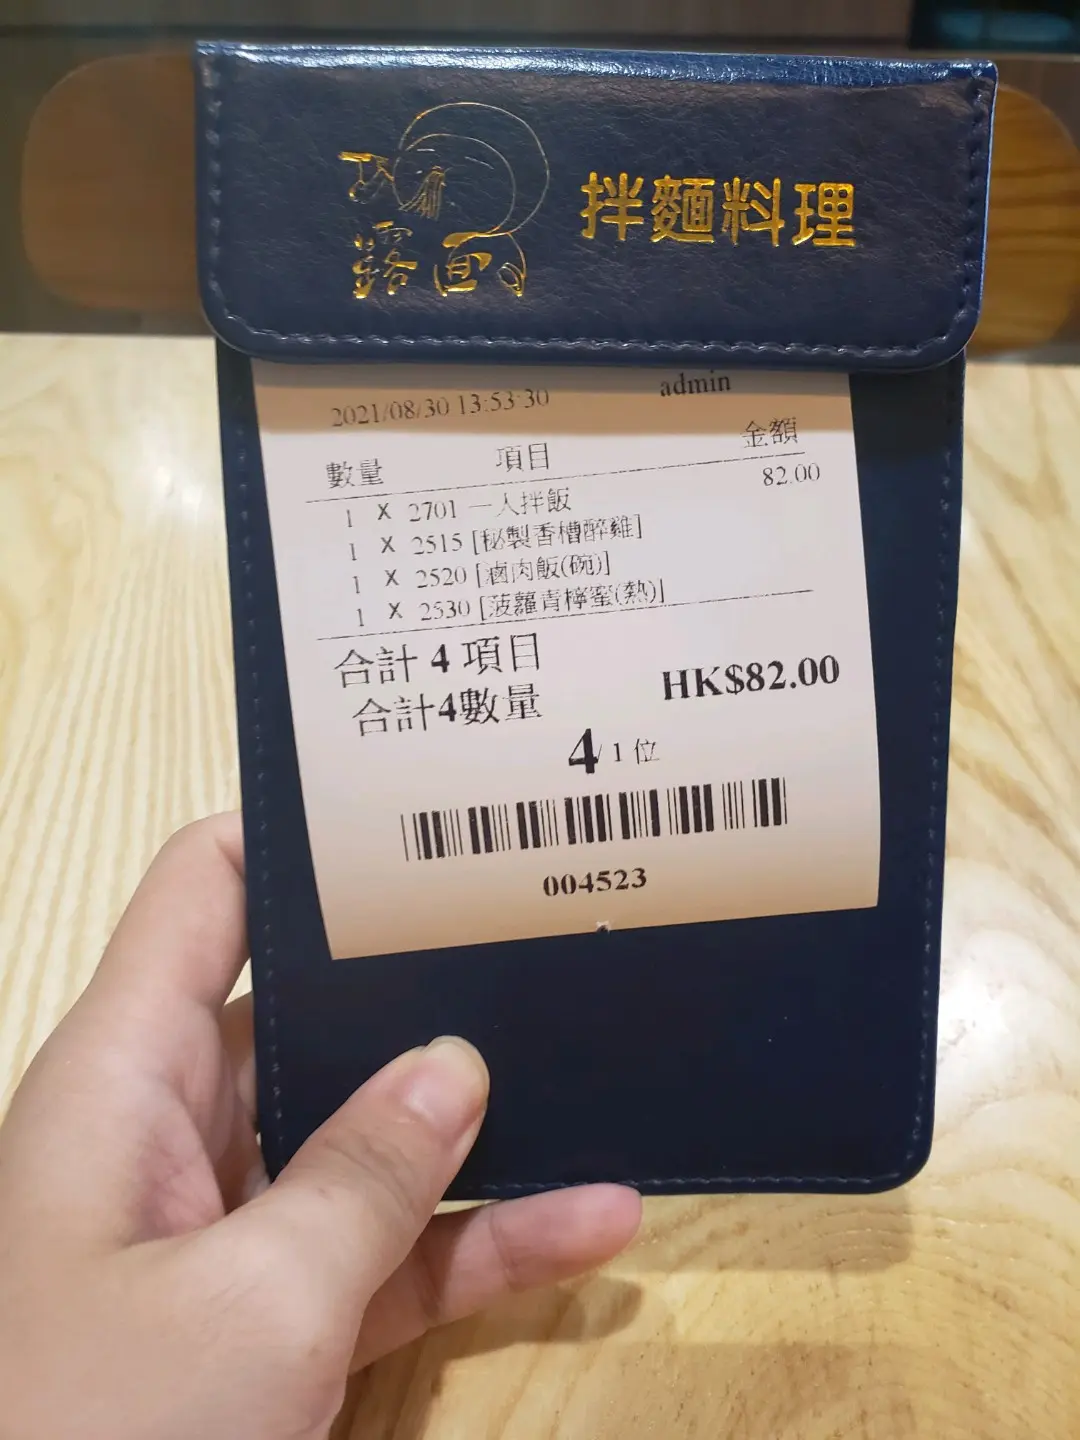 露面
拌麵料理
2021/08/30 13:53:30 admin
數量 項目 金額
1 X 2701 一人拌飯 82.00
1 X 2515 [秘製香槽醉雞]
1 X 2520 [滷肉飯(碗)]
1 X 2530 [菠蘿青檸蜜(熱)]
合計 4 項目
合計4數量 HK$82.00
4/ 1 位
004523